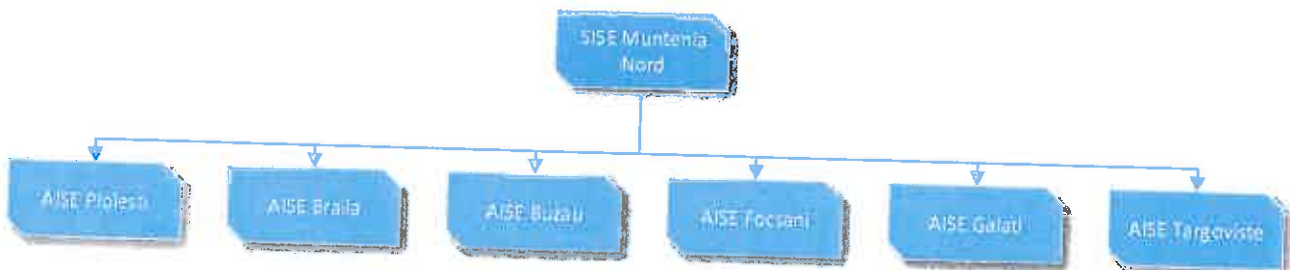 SISE Muntenia
Nord
AISE Ploiesti
AISE Braila
AISE Buzau
AISE Focsani
AISE Galati
AISE Targoviste